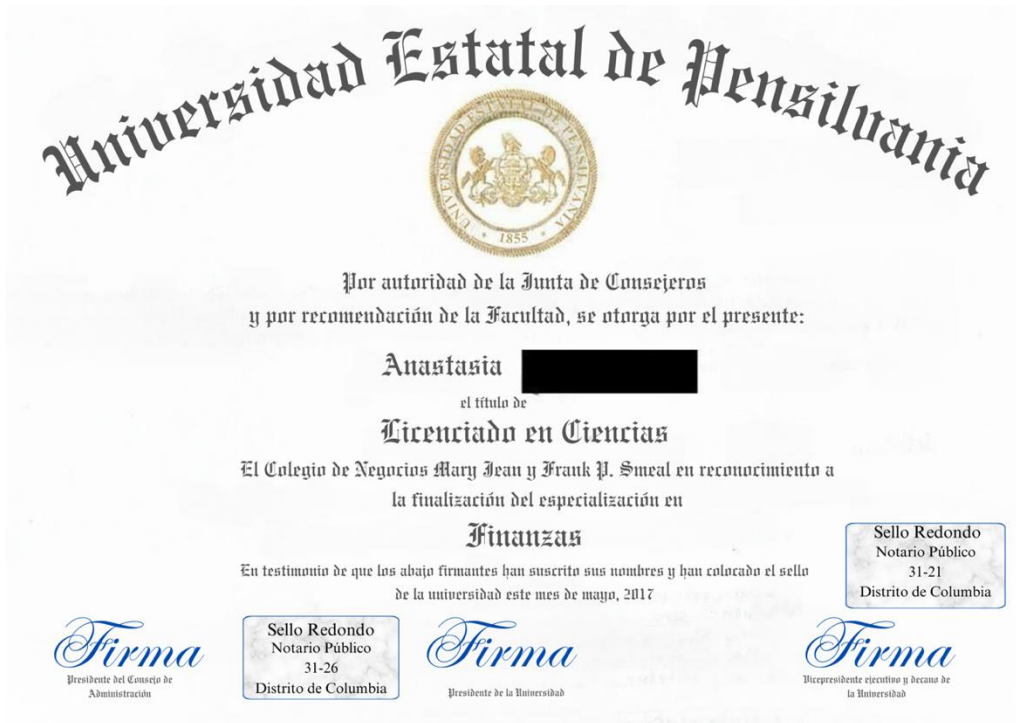 Universidad Estatal de Pensilvania
UNIVERSIDAD ESTATAL DE PENSILVANIA
1855
Por autoridad de la Junta de Consejeros
y por recomendación de la Facultad, se otorga por el presente:
Anastasia
el título de
Licenciado en Ciencias
El Colegio de Negocios Mary Jean y Frank P. Smeal en reconocimiento a
la finalización del especialización en
Finanzas
En testimonio de que los abajo firmantes han suscrito sus nombres y han colocado el sello
de la universidad este mes de mayo, 2017
Sello Redondo
Notario Público
31-21
Distrito de Columbia
Firma
Presidente del Consejo de
Administración
Sello Redondo
Notario Público
31-26
Distrito de Columbia
Firma
Presidente de la Universidad
Firma
Vicepresidente ejecutivo y decano de
la Universidad